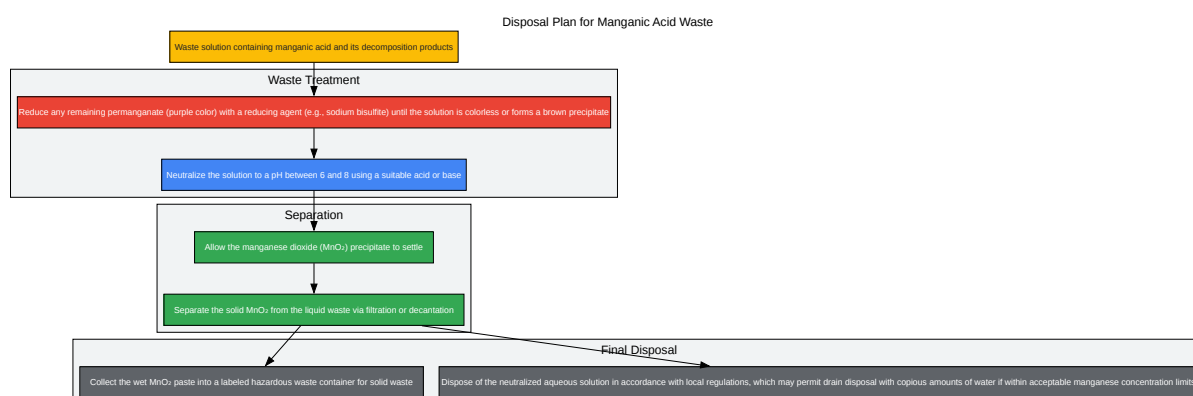 Disposal Plan for Manganic Acid Waste
Waste solution containing manganic acid and its decomposition products
Waste Treatment
Reduce any remaining permanganate (purple color) with a reducing agent (e.g., sodium bisulfite) until the solution is colorless or forms a brown precipitate
Neutralize the solution to a pH between 6 and 8 using a suitable acid or base
Separation
Allow the manganese dioxide (MnO₂) precipitate to settle
Separate the solid MnO₂ from the liquid waste via filtration or decantation
Final Disposal
Collect the wet MnO₂ paste into a labeled hazardous waste container for solid waste
Dispose of the neutralized aqueous solution in accordance with local regulations, which may permit drain disposal with copious amounts of water if within acceptable manganese concentration limits